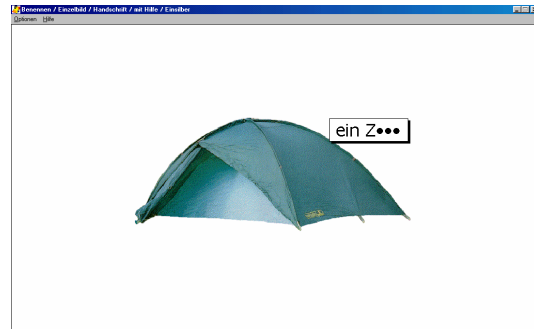 Benennen / Einzelbild / Handschrift / mit Hilfe / Einsilber
Optionen Hilfe
ein Z●●●